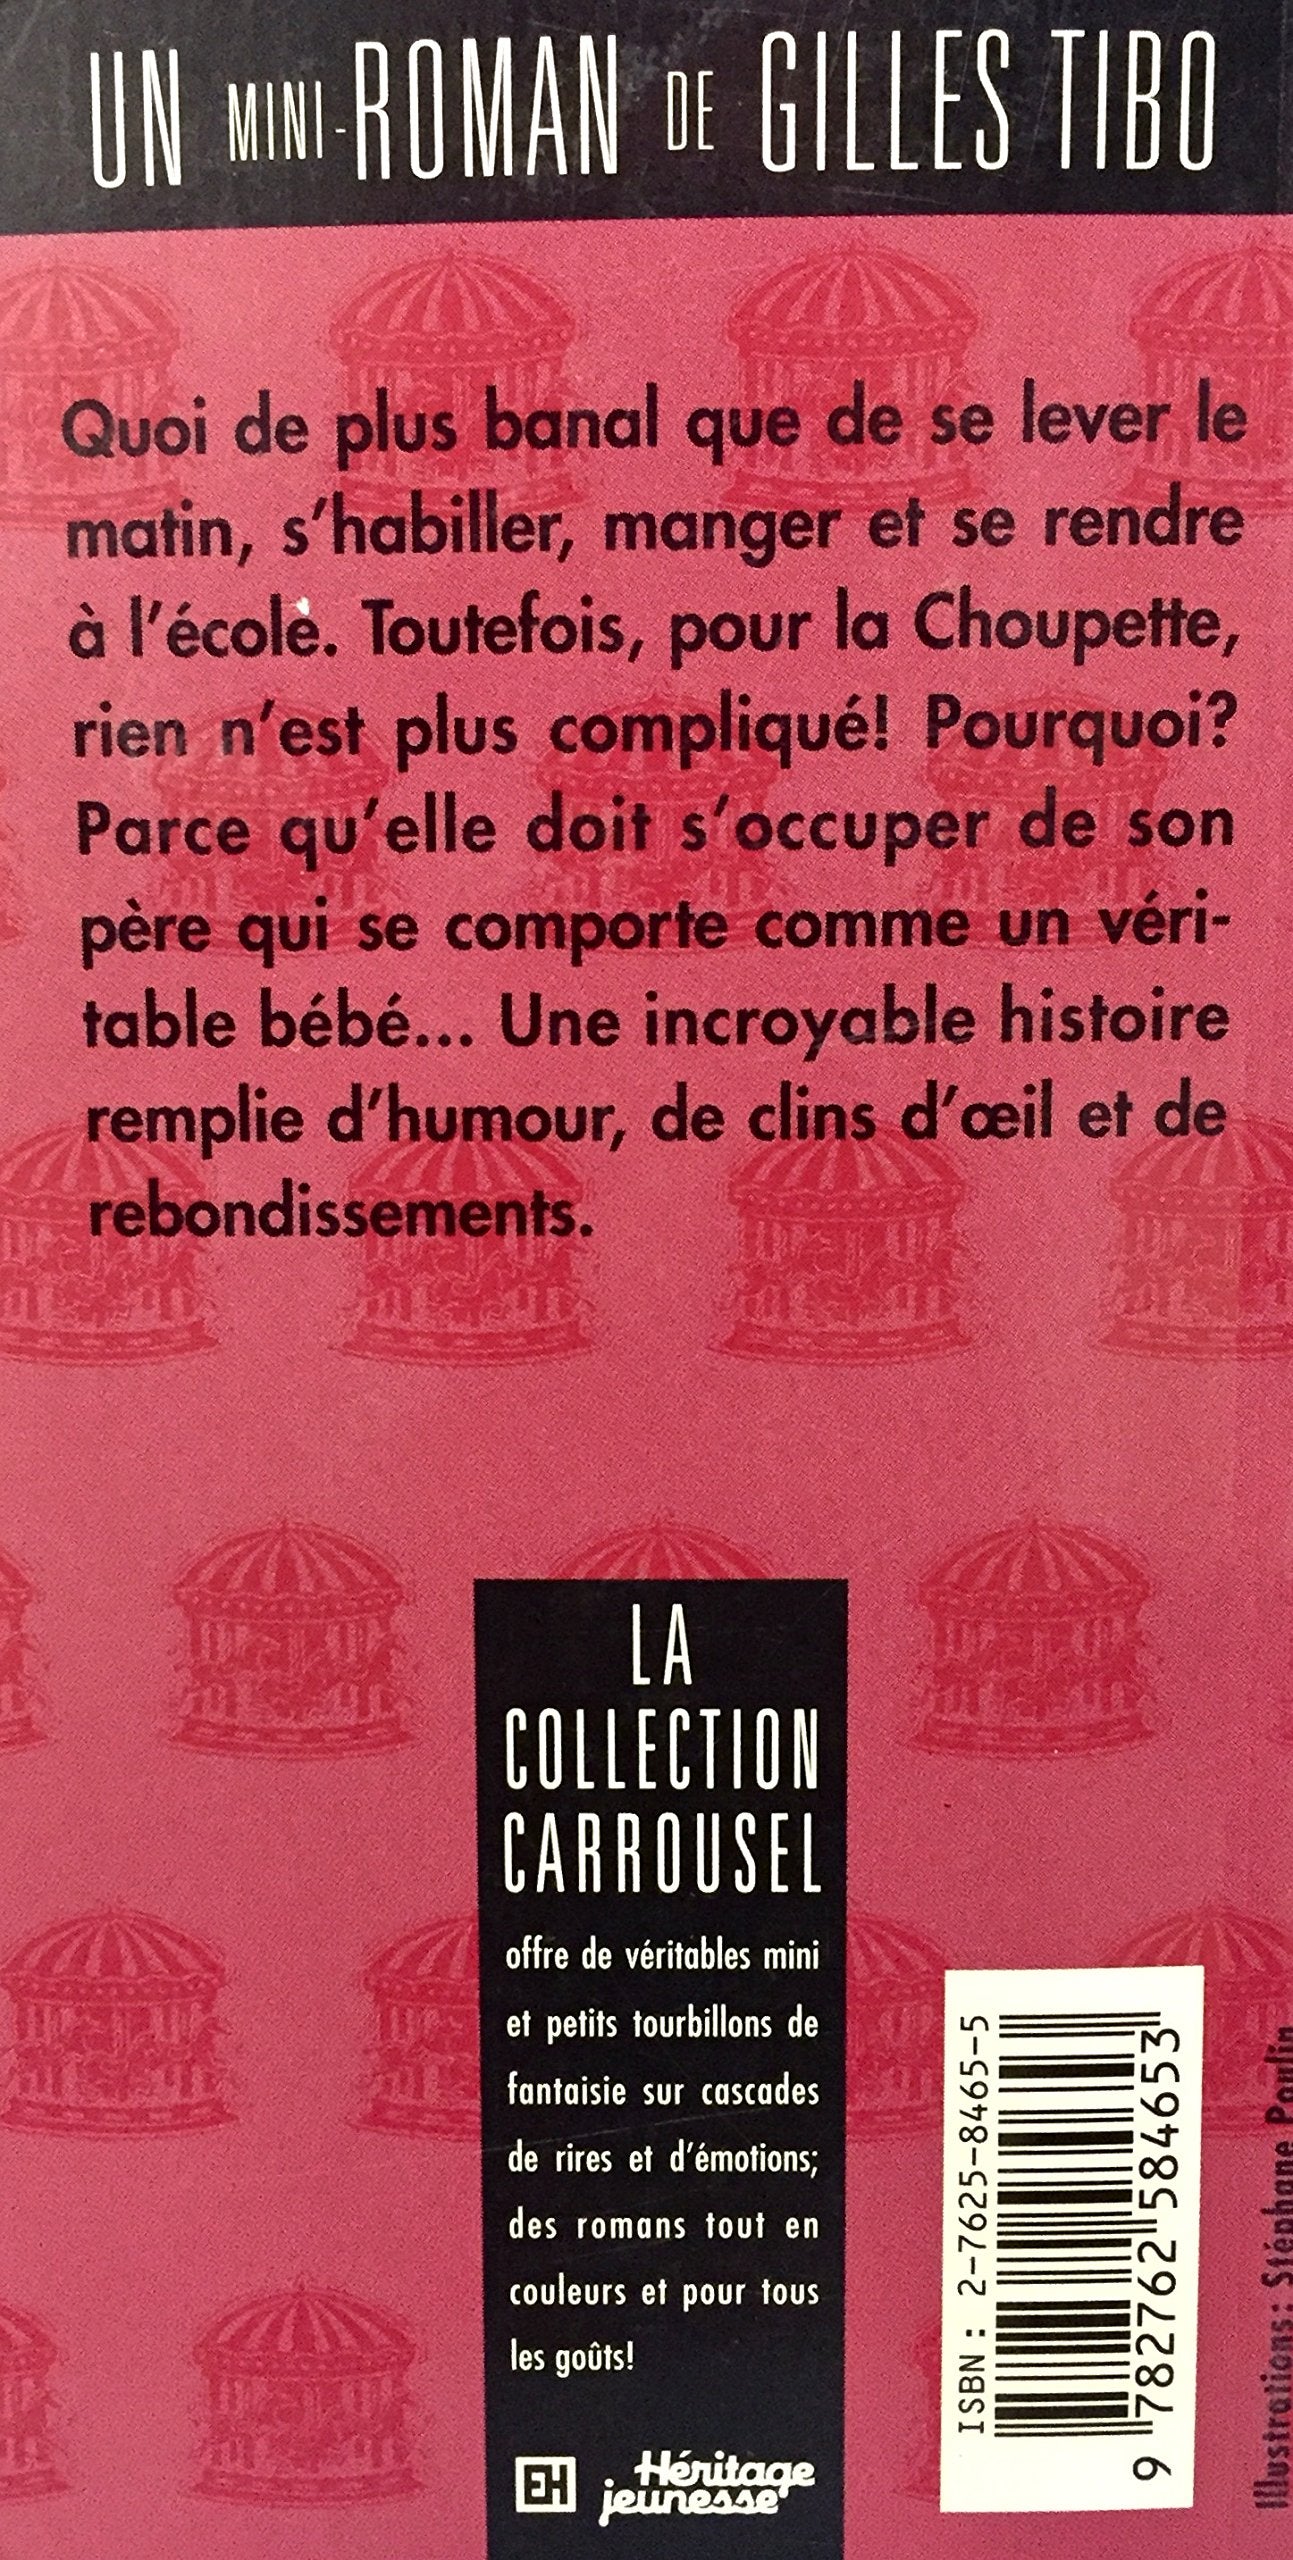 UN MINI-ROMAN DE GILLES TIBO
Quoi de plus banal que de se lever le
matin, s'habiller, manger et se rendre
à l'école. Toutefois, pour la Choupette,
rien n'est plus compliqué! Pourquoi?
Parce qu'elle doit s'occuper de son
père qui se comporte comme un véri-
table bébé... Une incroyable histoire
remplie d'humour, de clins d'œil et de
rebondissements.
LA
COLLECTION
CARROUSEL
offre de véritables mini
et petits tourbillons de
fantaisie sur cascades
de rires et d'émotions;
des romans tout en
couleurs et pour tous
les goûts!
EH
Héritage
jeunesse
ISBN : 2-7625-8465-5
9 782762 584653
Illustrations: Stéphane Poulin